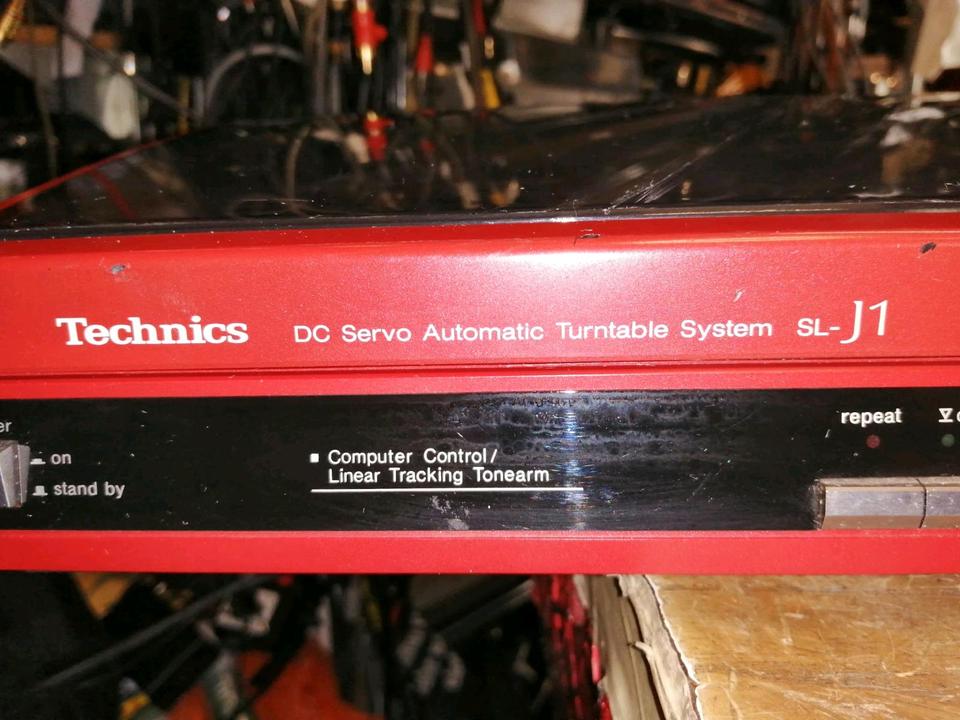 Technics DC Servo Automatic Turntable System SL-J1
repeat
on
Computer Control/
Linear Tracking Tonearm
stand by